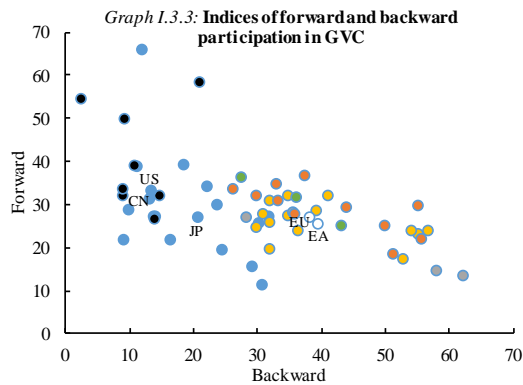 Graph I.3.3: Indices of forward and backward
participation in GVC
70
60
50
40
30
20
10
0
Forward
US
CN
JP
EU
EA
0 10 20 30 40 50 60 70
Backward